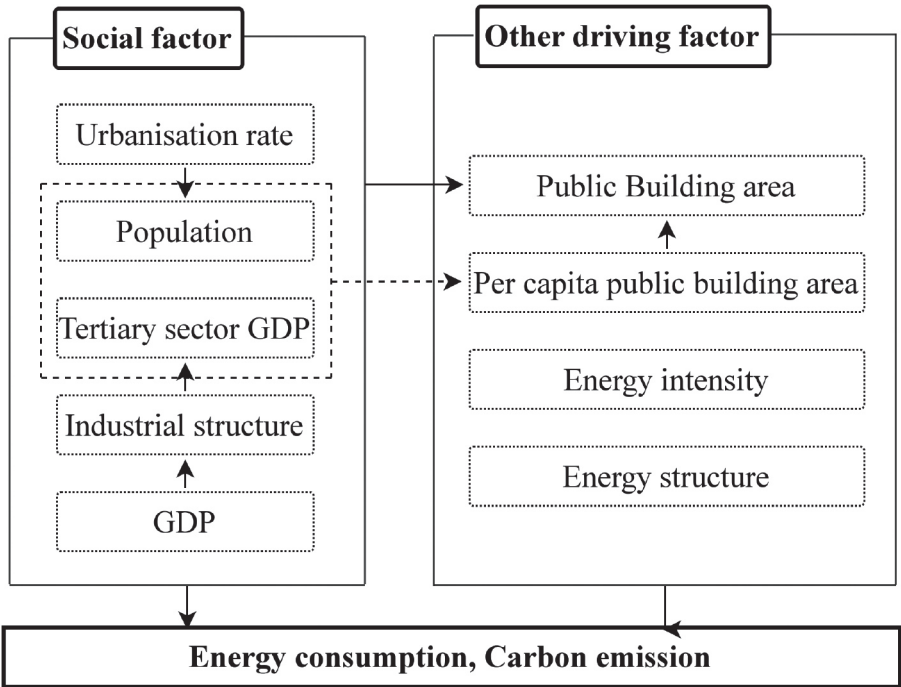 Social factor
Urbanisation rate
Population
Tertiary sector GDP
Industrial structure
GDP
Other driving factor
Public Building area
Per capita public building area
Energy intensity
Energy structure
Energy consumption, Carbon emission